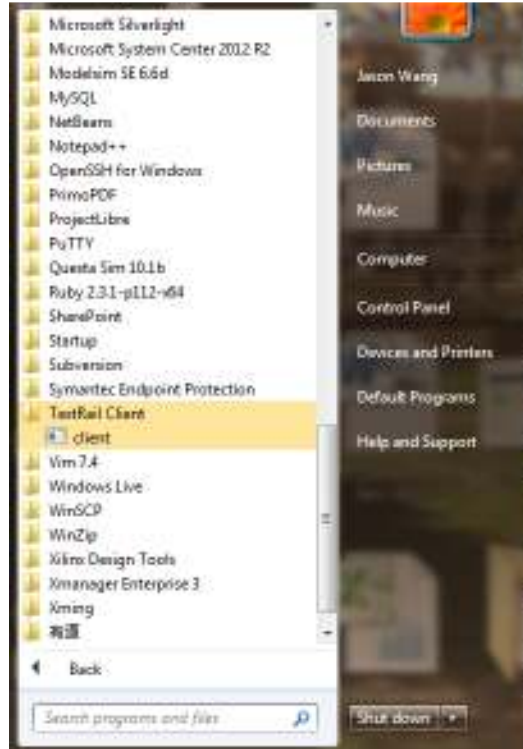 Microsoft Silverlight
Microsoft System Center 2012 R2
Modelsim SE 6.6d
MySQL
NetBeans
Notepad++
OpenSSH for Windows
PrimoPDF
ProjectLibre
PuTTY
Questa Sim 10.1b
Ruby 2.3.1-p112-x64
SharePoint
Startup
Subversion
Symantec Endpoint Protection
TestRail Client
client
Vim 7.4
Windows Live
WinSCP
WinZip
Xilinx Design Tools
Xmanager Enterprise 3
Xming
有道
Back
Search programs and files
Jason Wang
Documents
Pictures
Music
Computer
Control Panel
Devices and Printers
Default Programs
Help and Support
Shut down